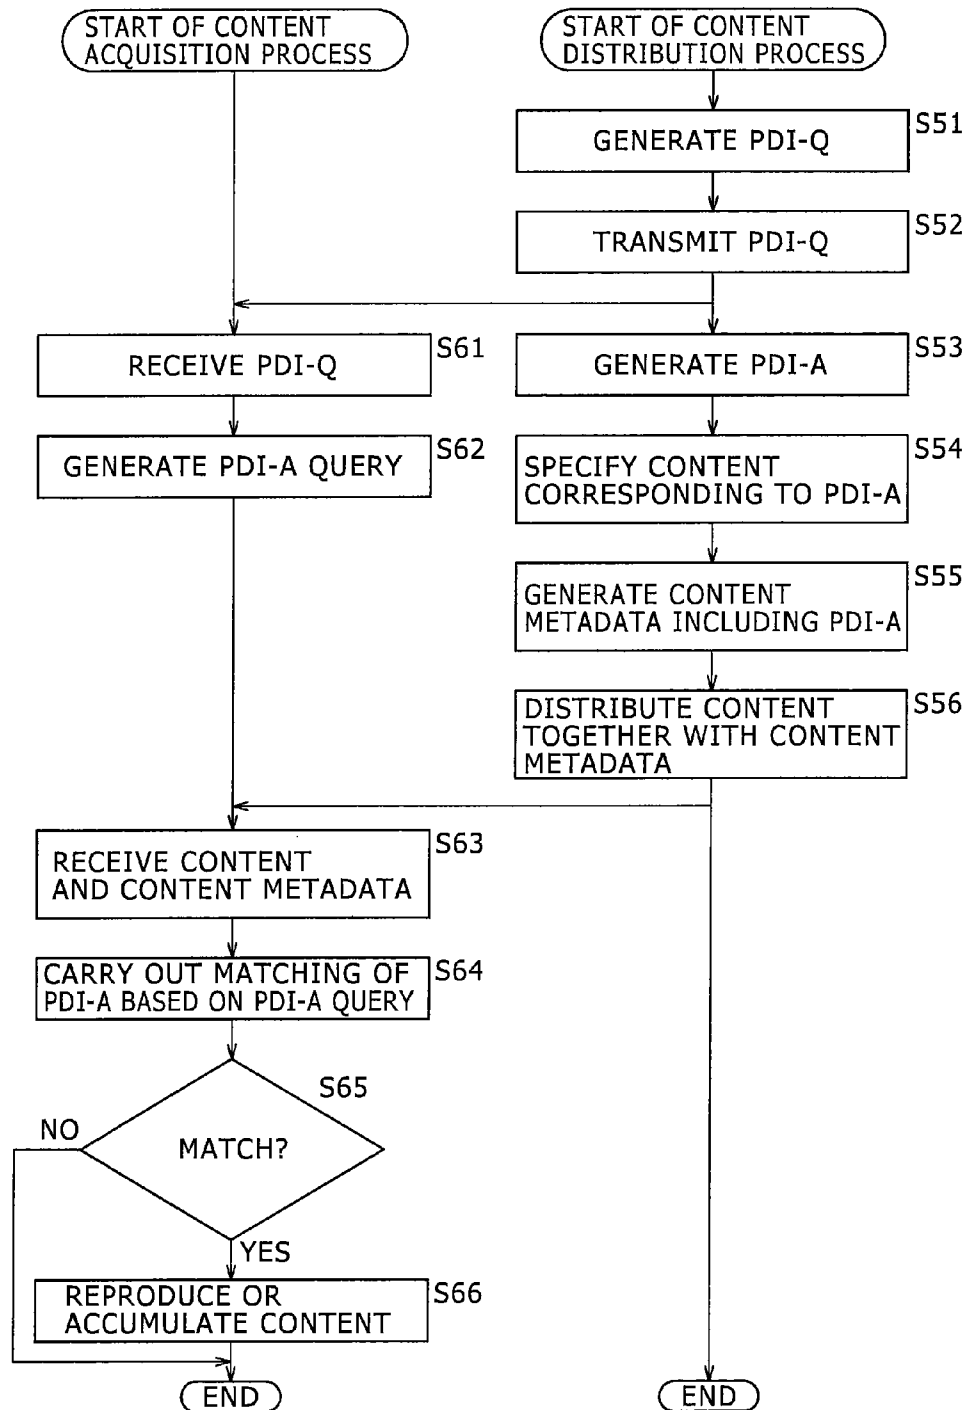 START OF CONTENT
ACQUISITION PROCESS
START OF CONTENT
DISTRIBUTION PROCESS
GENERATE PDI-Q
S51
TRANSMIT PDI-Q
S52
RECEIVE PDI-Q
S61
GENERATE PDI-A
S53
GENERATE PDI-A QUERY
S62
SPECIFY CONTENT
CORRESPONDING TO PDI-A
S54
GENERATE CONTENT
METADATA INCLUDING PDI-A
S55
DISTRIBUTE CONTENT
TOGETHER WITH CONTENT
METADATA
S56
RECEIVE CONTENT
AND CONTENT METADATA
S63
CARRY OUT MATCHING OF
PDI-A BASED ON PDI-A QUERY
S64
S65
NO
MATCH?
YES
REPRODUCE OR
ACCUMULATE CONTENT
S66
END
END